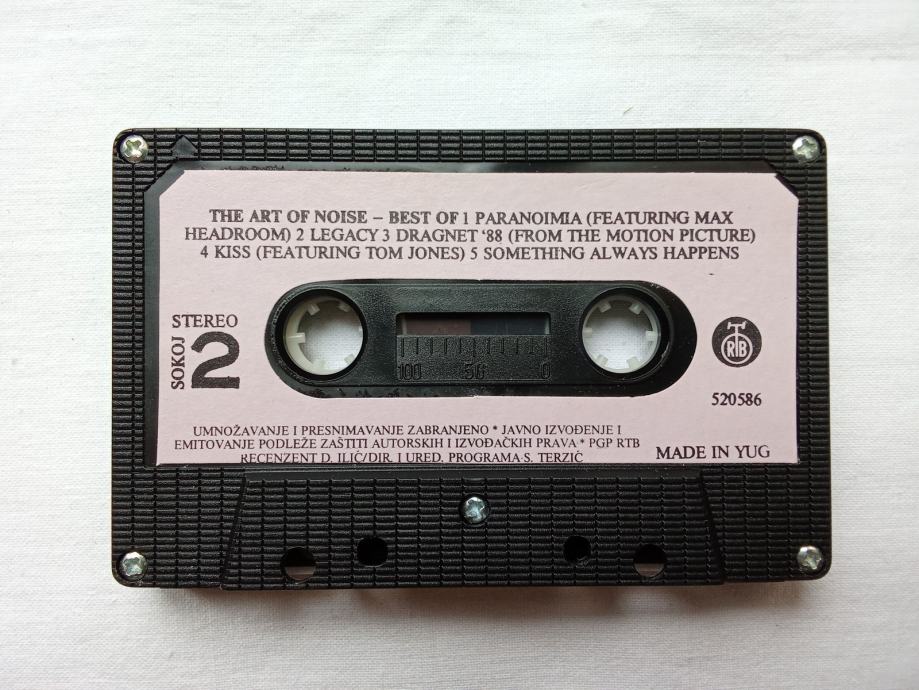 THE ART OF NOISE – BEST OF 1 PARANOIMIA (FEATURING MAX
HEADROOM) 2 LEGACY 3 DRAGNET ‘88 (FROM THE MOTION PICTURE)
4 KISS (FEATURING TOM JONES) 5 SOMETHING ALWAYS HAPPENS
STEREO
SOKOJ
2
100 50 0
RTB
520586
UMNOŽAVANJE I PRESNIMAVANJE ZABRANJENO * JAVNO IZVOĐENJE I
EMITOVANJE PODLEŽE ZAŠTITI AUTORSKIH I IZVOĐAČKIH PRAVA * PGP RTB
RECENZENT D. ILIĆ/DIR. I URED. PROGRAMA-S. TERZIĆ
MADE IN YUG